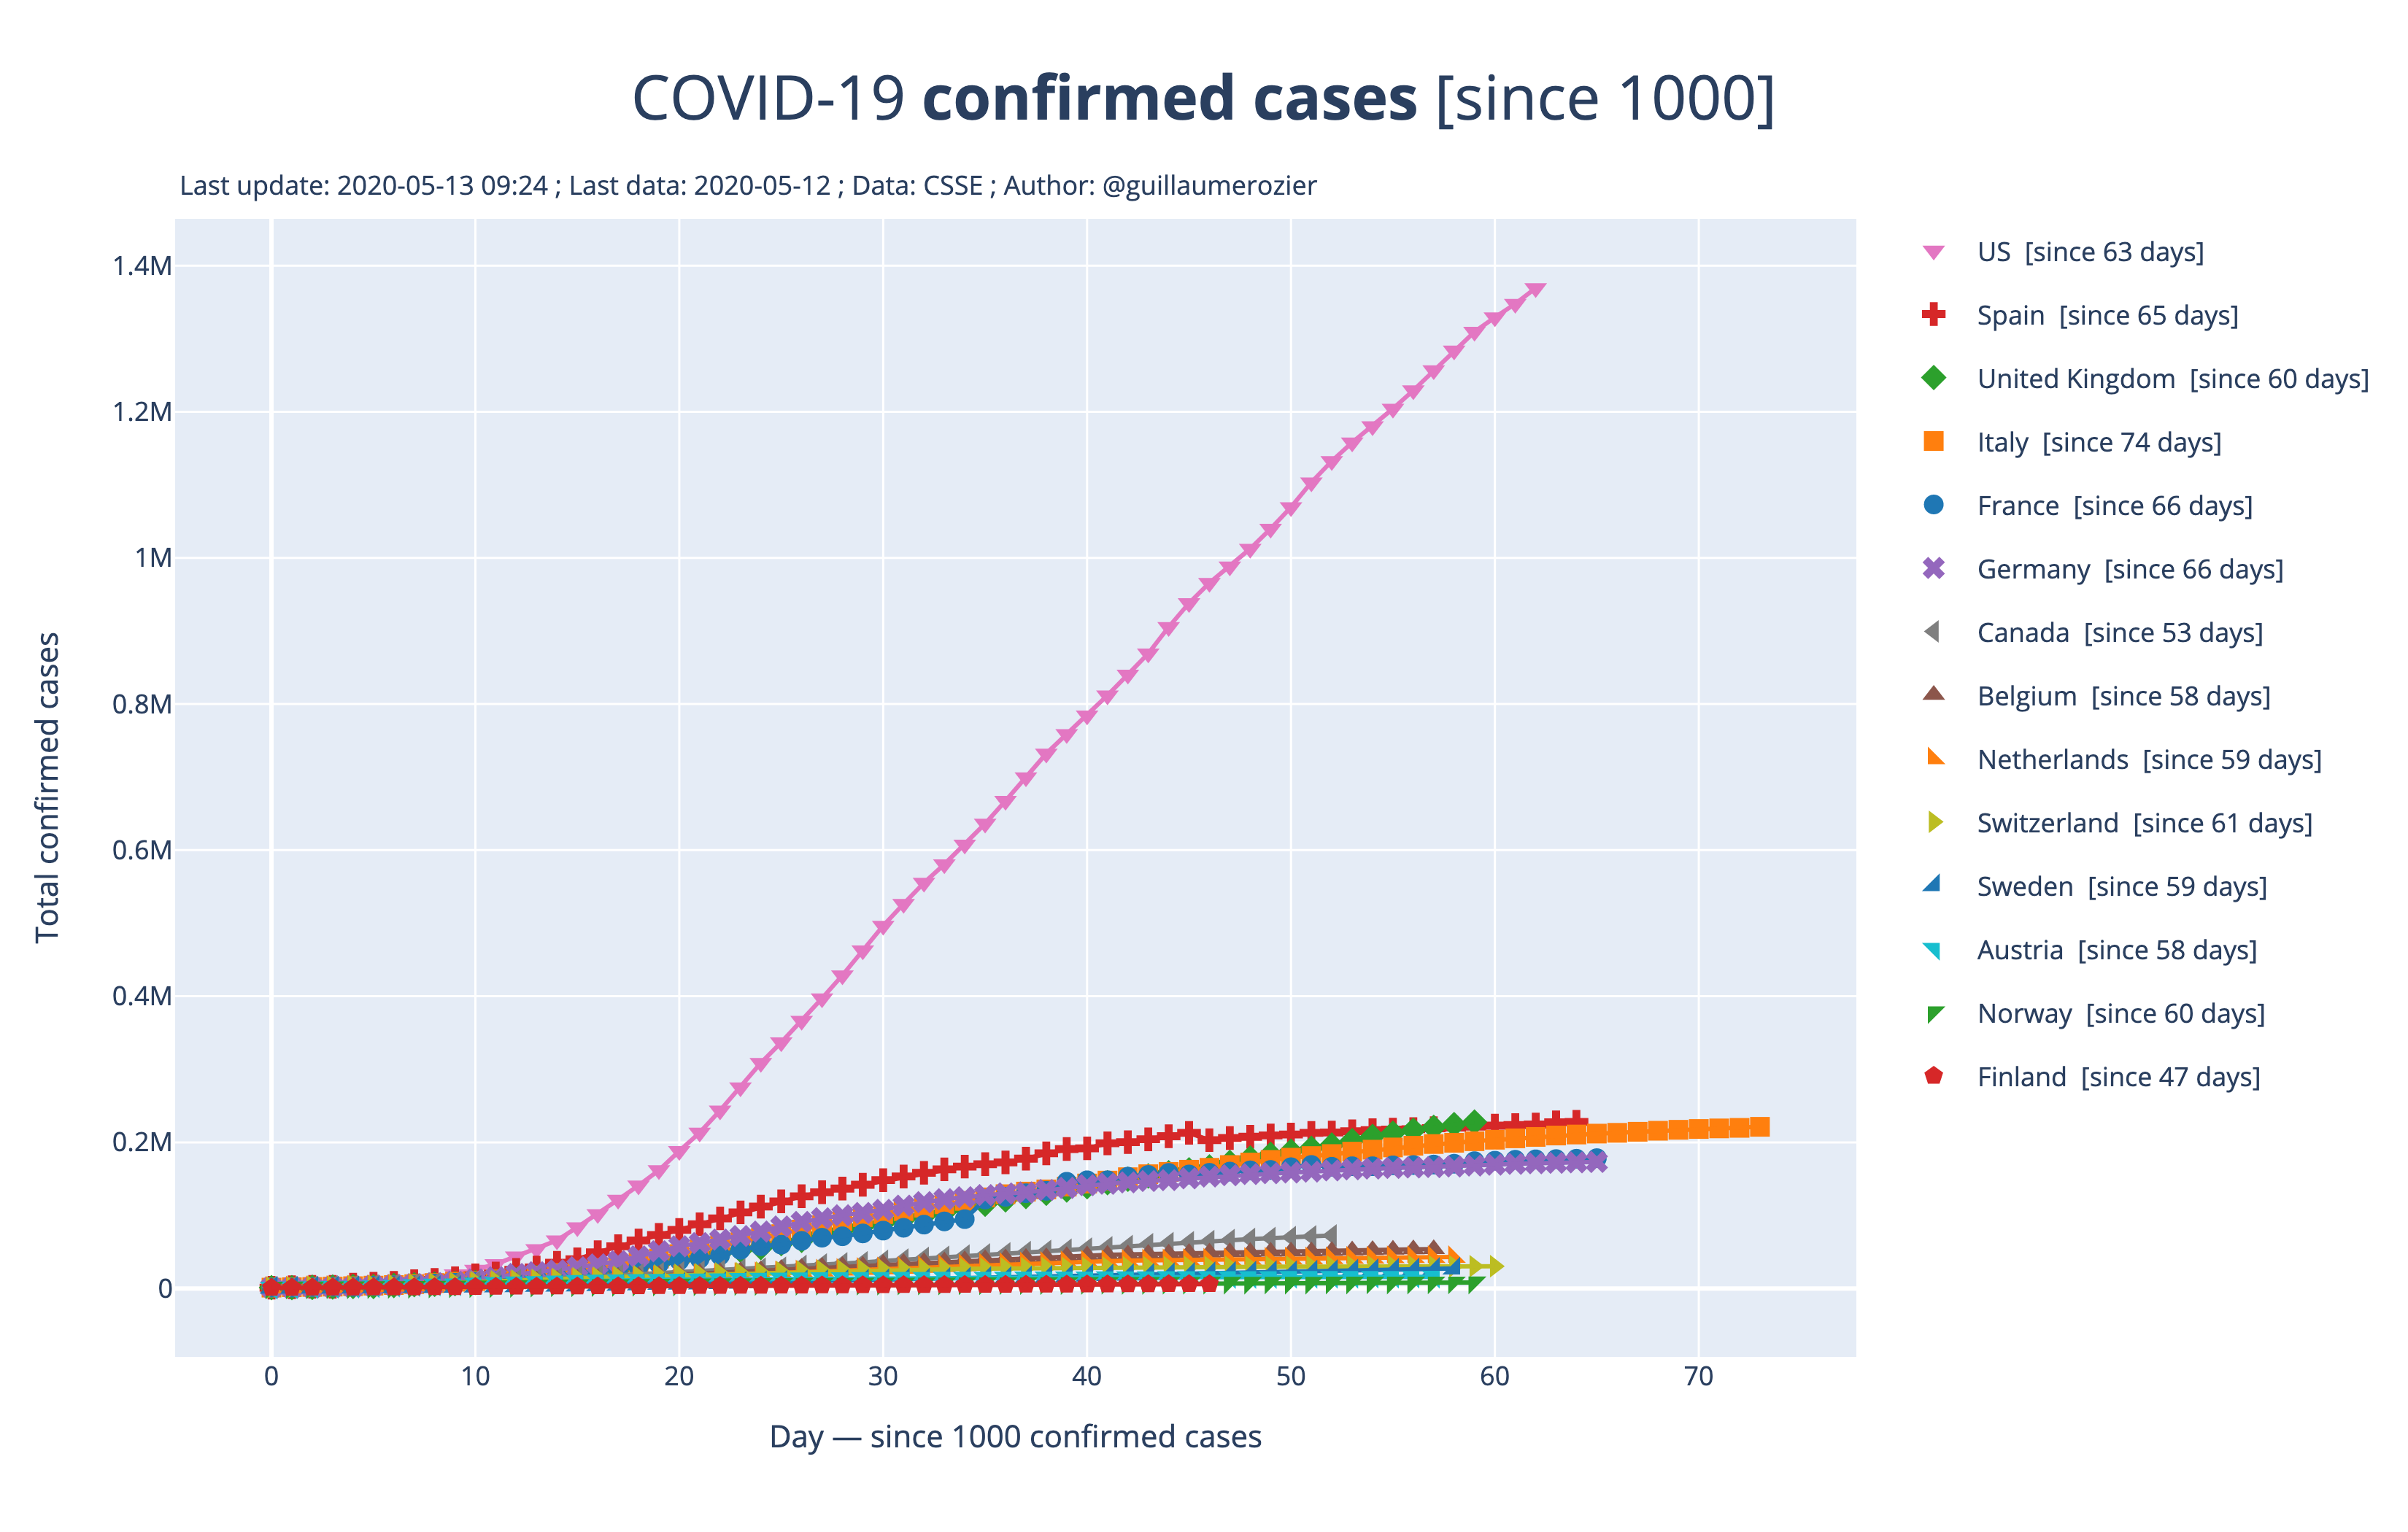 COVID-19 confirmed cases [since 1000]
Last update: 2020-05-13 09:24 ; Last data: 2020-05-12 ; Data: CSSE ; Author: @guillaumerozier
1.4M
1.2M
1M
0.8M
0.6M
0.4M
0.2M
0
Total confirmed cases
0 10 20 30 40 50 60 70
Day — since 1000 confirmed cases
US [since 63 days]
Spain [since 65 days]
United Kingdom [since 60 days]
Italy [since 74 days]
France [since 66 days]
Germany [since 66 days]
Canada [since 53 days]
Belgium [since 58 days]
Netherlands [since 59 days]
Switzerland [since 61 days]
Sweden [since 59 days]
Austria [since 58 days]
Norway [since 60 days]
Finland [since 47 days]